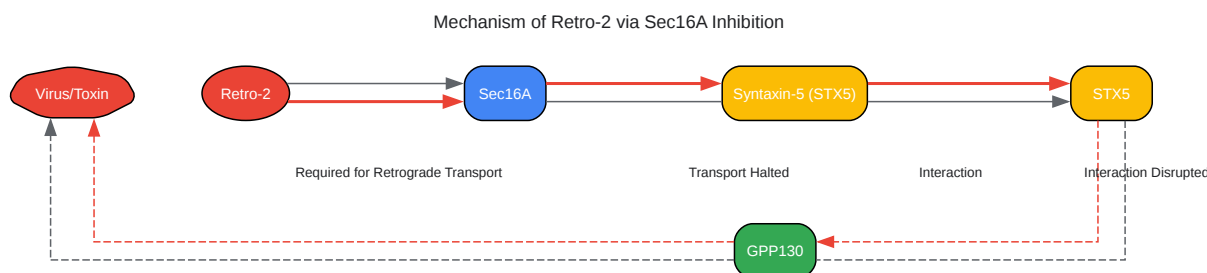 Mechanism of Retro-2 via Sec16A Inhibition
Virus/Toxin
Retro-2
Sec16A
Syntaxin-5 (STX5)
STX5
Required for Retrograde Transport
Transport Halted
Interaction
Interaction Disrupted
GPP130